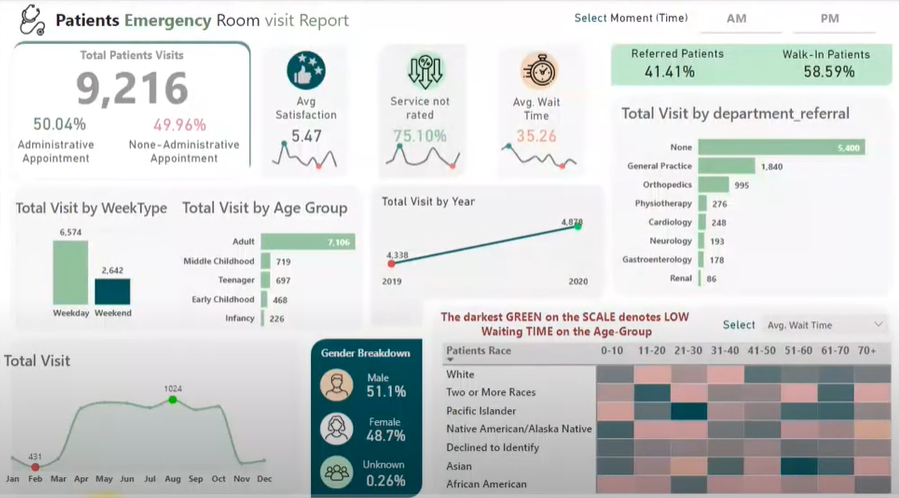 Patients Emergency Room visit Report
Select Moment (Time)
AM
PM
Total Patients Visits
9,216
50.04%
49.96%
Administrative
Appointment
None-Administrative
Appointment
Avg
Satisfaction
5.47
Service not
rated
75.10%
Avg. Wait
Time
35.26
Referred Patients
41.41%
Walk-In Patients
58.59%
Total Visit by department_referral
None 5,400
General Practice 1,840
Orthopedics 995
Physiotherapy 276
Cardiology 248
Neurology 193
Gastroenterology 178
Renal 86
Total Visit by WeekType
6,574
2,642
Weekday Weekend
Total Visit by Age Group
Adult 7,106
Middle Childhood 719
Teenager 697
Early Childhood 468
Infancy 226
Total Visit by Year
4,338
4,878
2019
2020
Total Visit
1024
431
Jan Feb Mar Apr May Jun Jul Aug Sep Oct Nov Dec
Gender Breakdown
Male
51.1%
Female
48.7%
Unknown
0.26%
The darkest GREEN on the SCALE denotes LOW
Waiting TIME on the Age-Group
Select
Avg. Wait Time
Patients Race 0-10 11-20 21-30 31-40 41-50 51-60 61-70 70+
White
Two or More Races
Pacific Islander
Native American/Alaska Native
Declined to Identify
Asian
African American